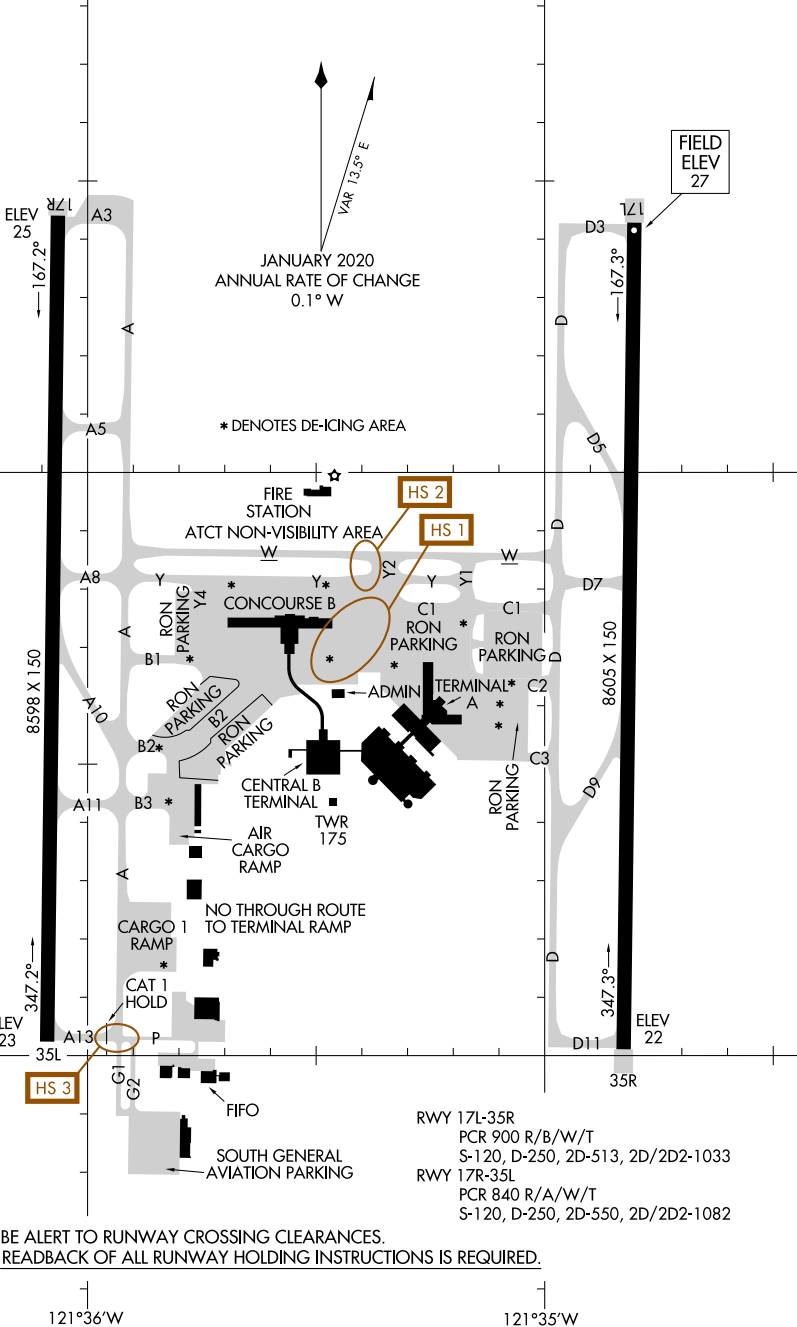 VAR 13.5° E
FIELD
ELEV
27
17R
ELEV
25
A3
17L
D3
167.2°
167.3°
JANUARY 2020
ANNUAL RATE OF CHANGE
0.1° W
A
D
A5
* DENOTES DE-ICING AREA
D5
FIRE
STATION
HS 2
HS 1
ATCT NON-VISIBILITY AREA
D
W
W
A8
Y
Y
Y2
Y
Y1
D7
Y4
RON
PARKING
CONCOURSE B
C1
C1
RON
PARKING
RON
PARKING
A
B1
D
8598 X 150
8605 X 150
RON
PARKING
ADMIN
TERMINAL
A
C2
A10
B2
B2
RON
PARKING
C3
RON
PARKING
CENTRAL B
TERMINAL
D9
A11
B3
TWR
175
AIR
CARGO
RAMP
A
NO THROUGH ROUTE
TO TERMINAL RAMP
CARGO 1
RAMP
D
347.2°
347.3°
CAT 1
HOLD
ELEV
22
23
A13
P
D11
35L
35R
HS 3
G1
G2
FIFO
RWY 17L-35R
PCR 900 R/B/W/T
S-120, D-250, 2D-513, 2D/2D2-1033
RWY 17R-35L
PCR 840 R/A/W/T
S-120, D-250, 2D-550, 2D/2D2-1082
SOUTH GENERAL
AVIATION PARKING
BE ALERT TO RUNWAY CROSSING CLEARANCES.
READBACK OF ALL RUNWAY HOLDING INSTRUCTIONS IS REQUIRED.
121°36'W
121°35'W